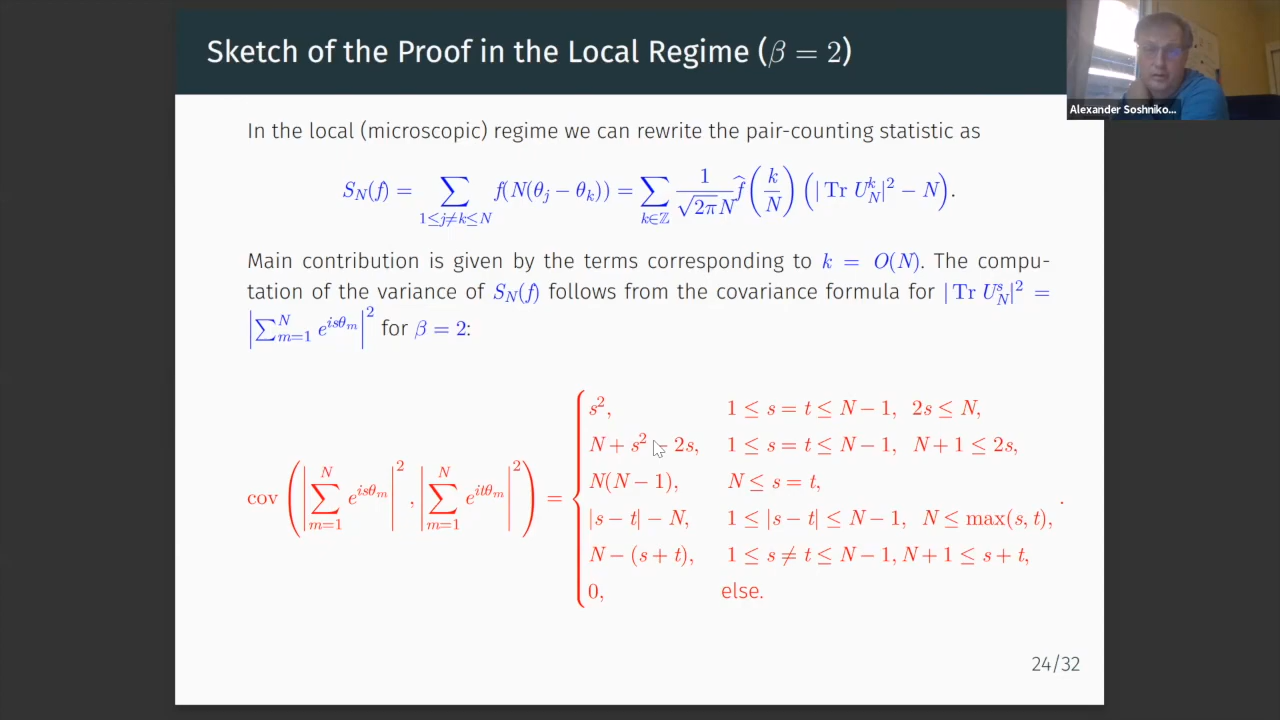 Sketch of the Proof in the Local Regime (β = 2)
Alexander Soshniko...
In the local (microscopic) regime we can rewrite the pair-counting statistic as
S_N(f) = ∑_{1≤j≠k≤N} f(N(θ_j − θ_k)) = ∑_{k∈ℤ} \frac{1}{\sqrt{2π}N} \widehat{f}(\frac{k}{N}) (|Tr U_N^k|^2 − N).
Main contribution is given by the terms corresponding to k = O(N). The compu-
tation of the variance of S_N(f) follows from the covariance formula for |Tr U_N^s|^2 =
|∑_{m=1}^N e^{isθ_m}|^2 for β = 2:
s^2, 1 ≤ s = t ≤ N − 1, 2s ≤ N,
N + s^2 − 2s, 1 ≤ s = t ≤ N − 1, N + 1 ≤ 2s,
N(N − 1), N ≤ s = t,
cov(|∑_{m=1}^N e^{isθ_m}|^2, |∑_{m=1}^N e^{itθ_m}|^2) = |s − t| − N, 1 ≤ |s − t| ≤ N − 1, N ≤ max(s, t), .
N − (s + t), 1 ≤ s ≠ t ≤ N − 1, N + 1 ≤ s + t,
0, else.
24/32